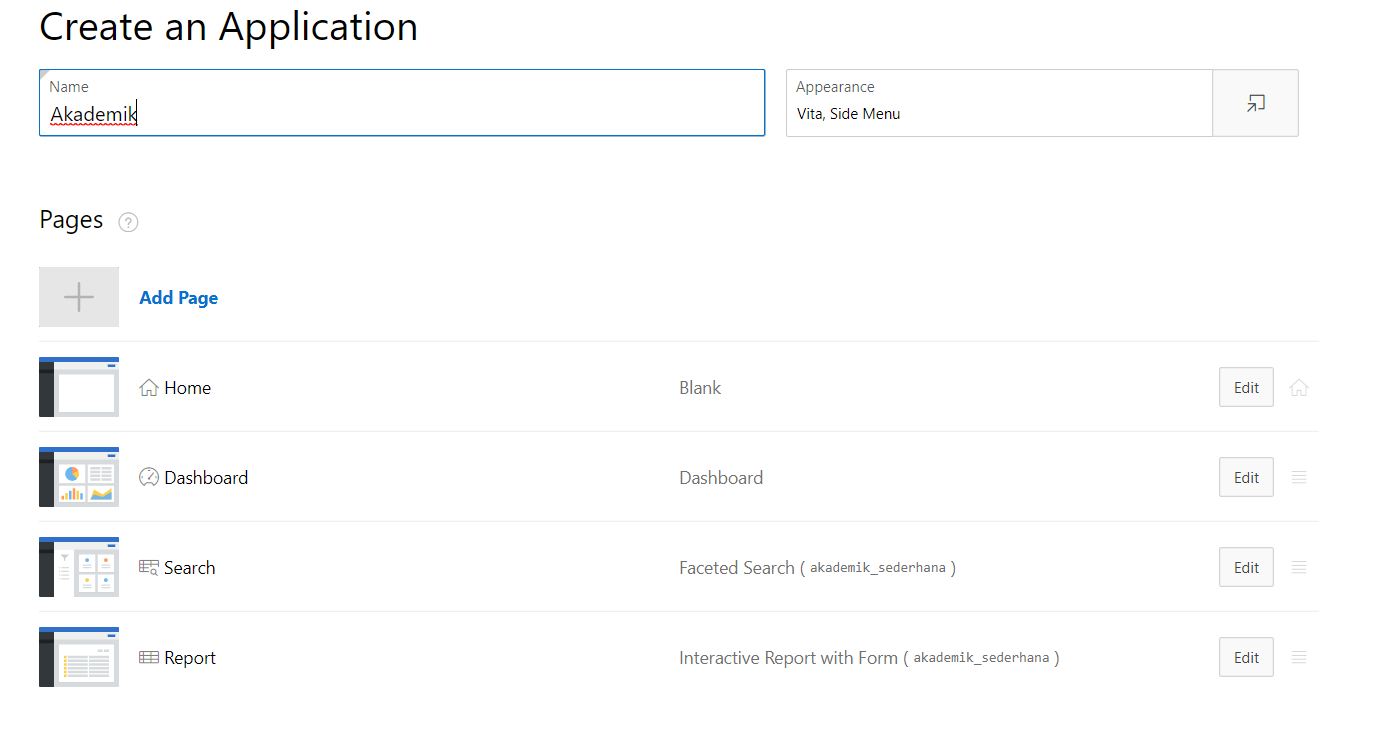 Create an Application
Name
Akademik
Appearance
Vita, Side Menu
Pages ?
Add Page
Home Blank Edit
Dashboard Dashboard Edit
Search Faceted Search ( akademik_sederhana ) Edit
Report Interactive Report with Form ( akademik_sederhana ) Edit